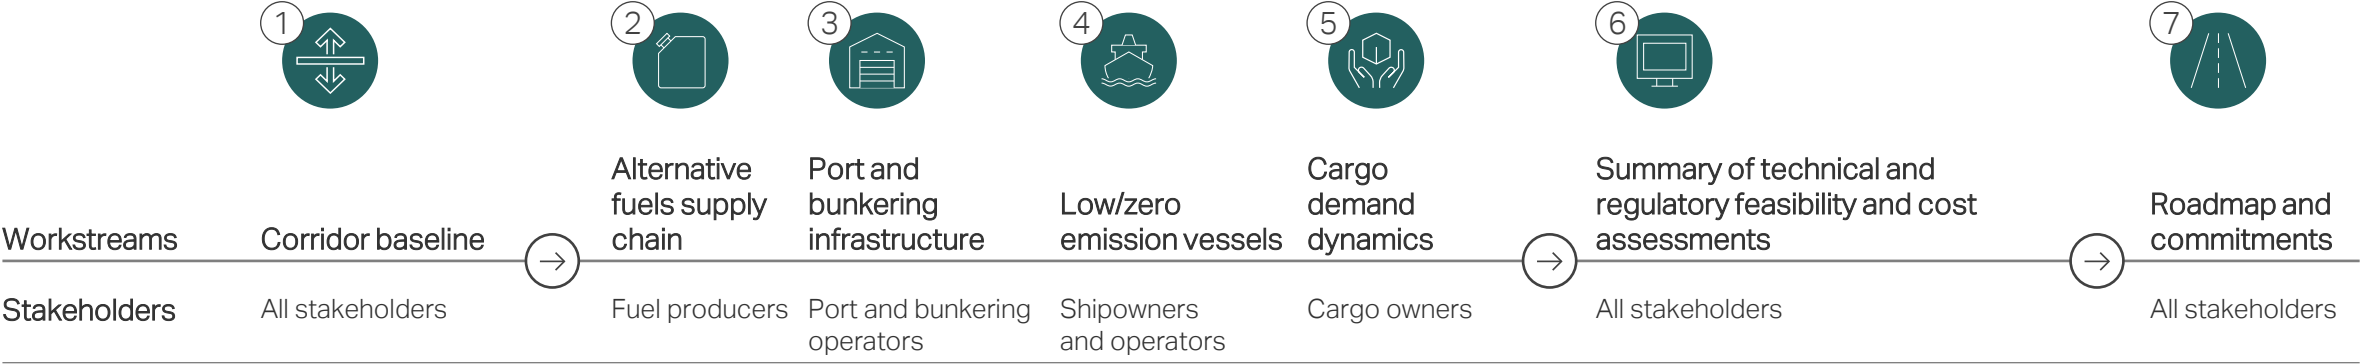 1
2
3
4
5
6
7
Workstreams
Corridor baseline
Alternative
fuels supply
chain
Port and
bunkering
infrastructure
Low/zero
emission vessels
Cargo
demand
dynamics
Summary of technical and
regulatory feasibility and cost
assessments
Roadmap and
commitments
Stakeholders
All stakeholders
Fuel producers
Port and bunkering
operators
Shipowners
and operators
Cargo owners
All stakeholders
All stakeholders